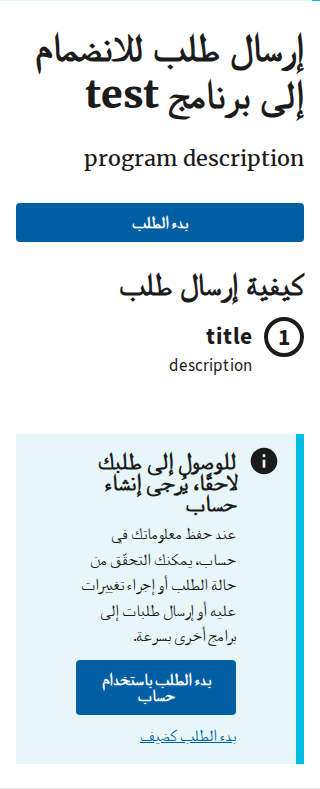 إرسال طلب للانضمام
إلى برنامج test
program description
بدء الطلب
كيفية إرسال طلب
1
title
description
للوصول إلى طلبك
لاحقًا، يُرجى إنشاء
حساب
عند حفظ معلوماتك في
حساب، يمكنك التحقّق من
حالة الطلب أو إجراء تغييرات
عليه أو إرسال طلبات إلى
برامج أخرى بسرعة.
بدء الطلب باستخدام
حساب
بدء الطلب كضيف